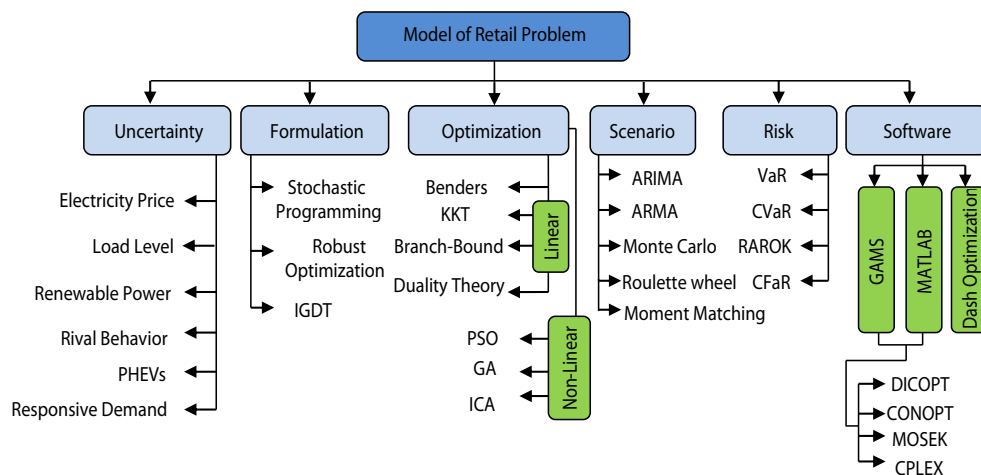 Model of Retail Problem
Uncertainty
Formulation
Optimization
Scenario
Risk
Software
Electricity Price
Load Level
Renewable Power
Rival Behavior
PHEVs
Responsive Demand
Stochastic
Programming
Robust
Optimization
IGDT
Benders
KKT
Branch-Bound
Duality Theory
Linear
PSO
GA
ICA
Non-Linear
ARIMA
ARMA
Monte Carlo
Roulette wheel
Moment Matching
VaR
CVaR
RAROK
CFaR
GAMS
MATLAB
Dash Optimization
DICOPT
CONOPT
MOSEK
CPLEX